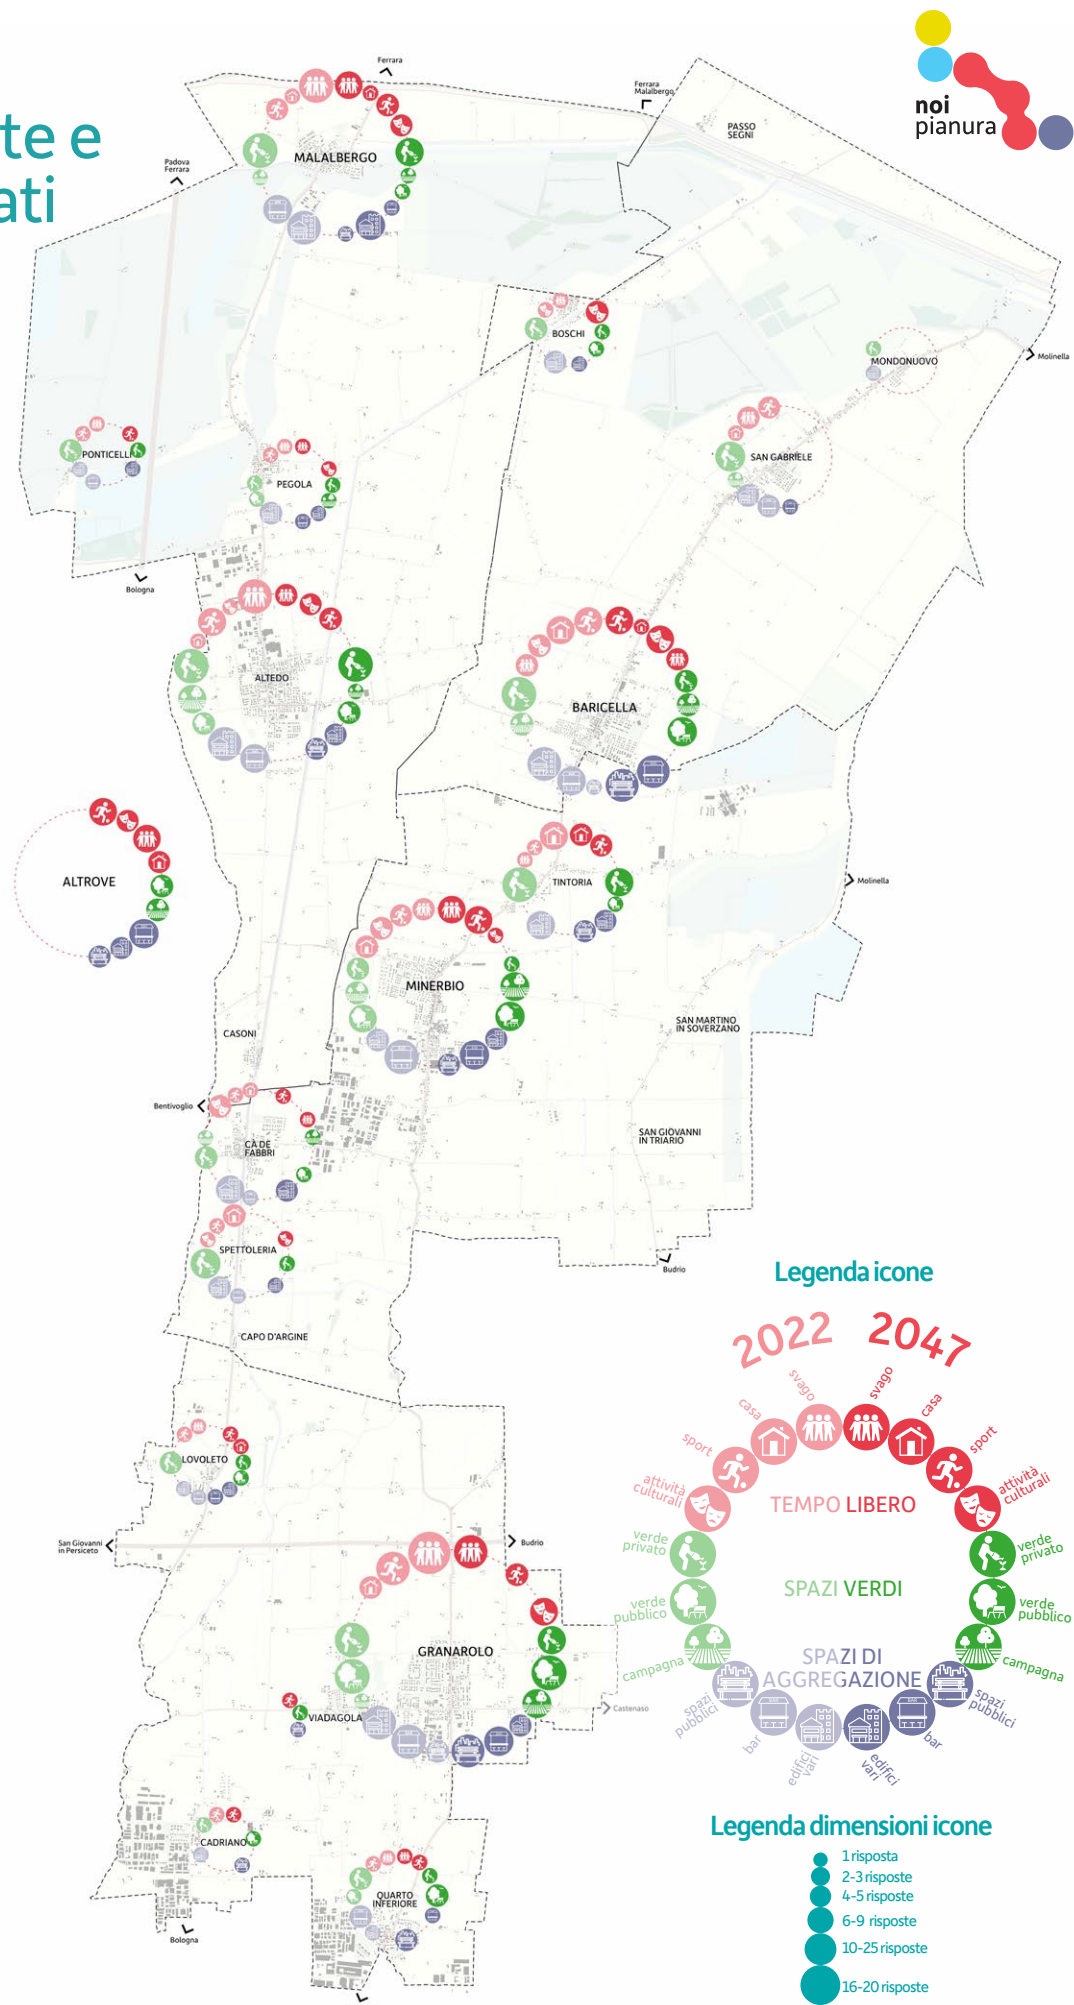 te e
ati
noi
pianura
Ferrara
Ferrara
Malalbergo
PASSO
SEGNI
Padova
Ferrara
MALALBERGO
BOSCHI
MONDONUOVO
Molinella
PONTICELLI
PEGOLA
SAN GABRIELE
Bologna
ALTEDO
BARICELLA
ALTROVE
TINTORIA
Molinella
MINERBIO
CASONI
SAN MARTINO
IN SOVERZANO
Bentivoglio
CÀ DE
FABBRI
SAN GIOVANNI
IN TRIARIO
SPETTOLERIA
Budrio
CAPO D'ARGINE
LOVOLETO
San Giovanni
in Persiceto
Budrio
GRANAROLO
VIADAGOLA
Castenaso
CADRIANO
QUARTO
INFERIORE
Bologna
Legenda icone
2022
2047
svago
svago
casa
casa
sport
sport
attività
culturali
attività
culturali
TEMPO LIBERO
verde
privato
verde
privato
SPAZI VERDI
verde
pubblico
verde
pubblico
campagna
campagna
SPAZI DI
AGGREGAZIONE
spazi
pubblici
spazi
pubblici
BAR
BAR
bar
bar
edifici
vari
edifici
vari
Legenda dimensioni icone
1 risposta
2-3 risposte
4-5 risposte
6-9 risposte
10-25 risposte
16-20 risposte